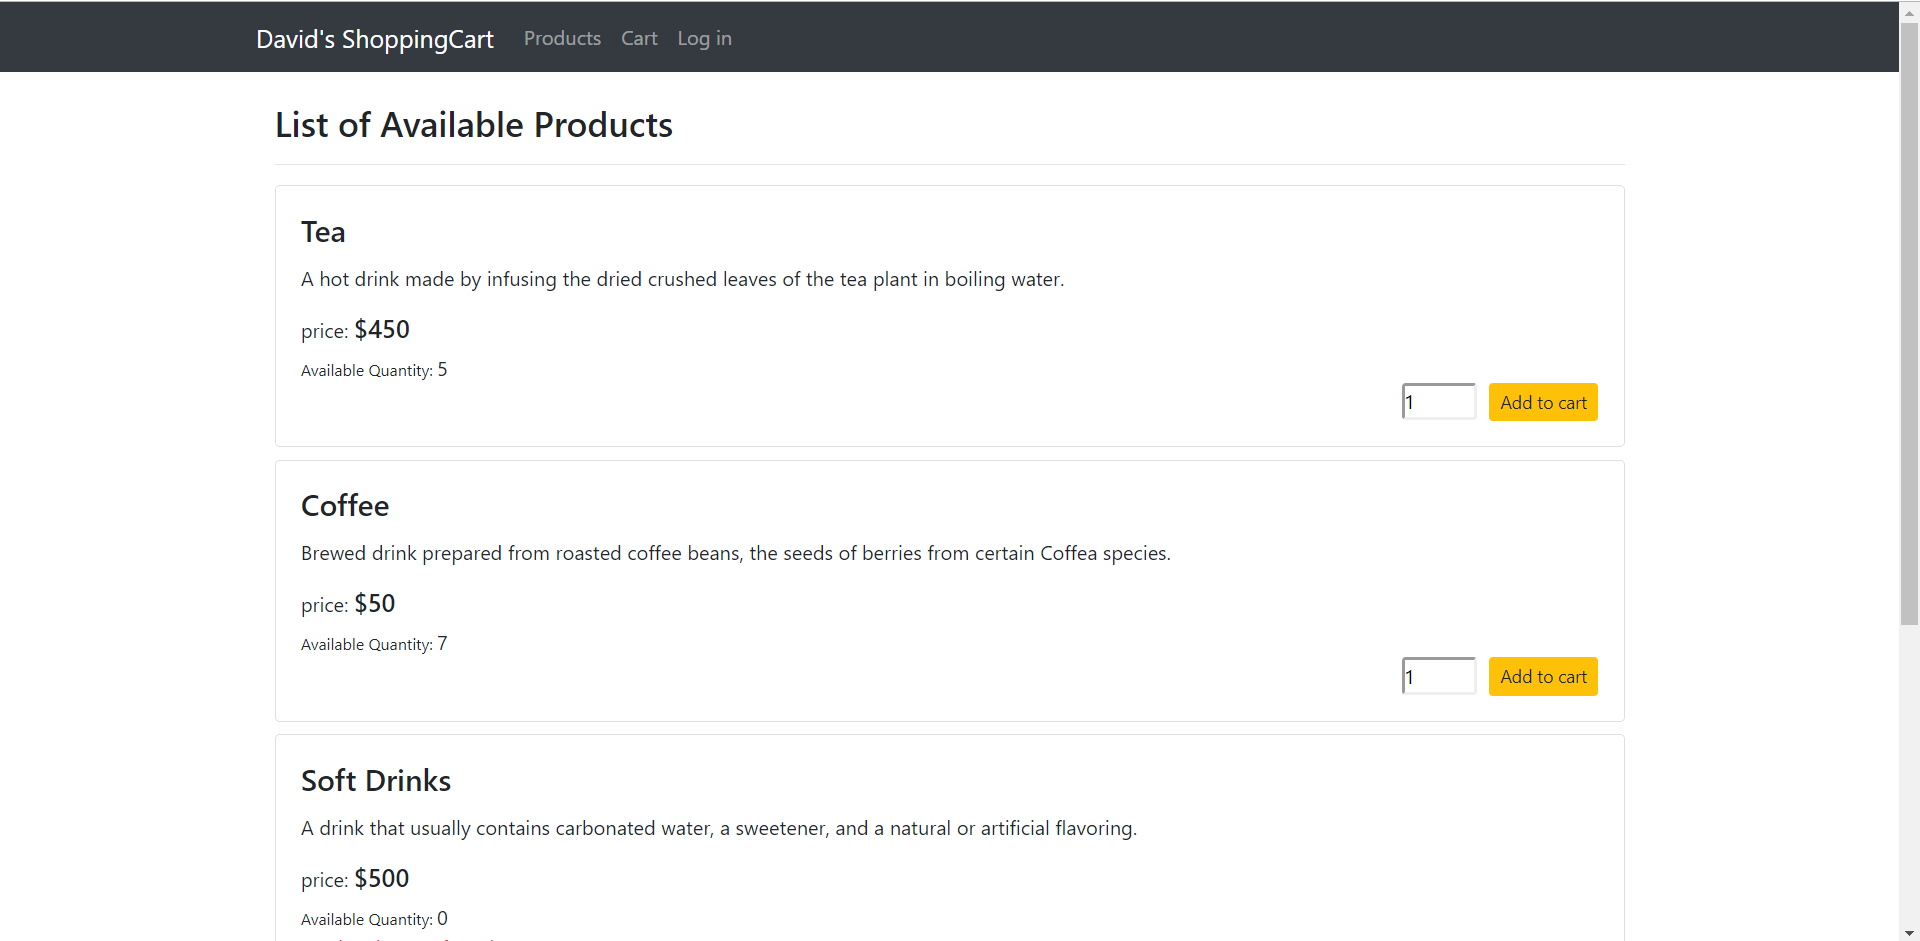 David's ShoppingCart Products Cart Log in
List of Available Products
Tea
A hot drink made by infusing the dried crushed leaves of the tea plant in boiling water.
price: $450
Available Quantity: 5
1 Add to cart
Coffee
Brewed drink prepared from roasted coffee beans, the seeds of berries from certain Coffea species.
price: $50
Available Quantity: 7
1 Add to cart
Soft Drinks
A drink that usually contains carbonated water, a sweetener, and a natural or artificial flavoring.
price: $500
Available Quantity: 0